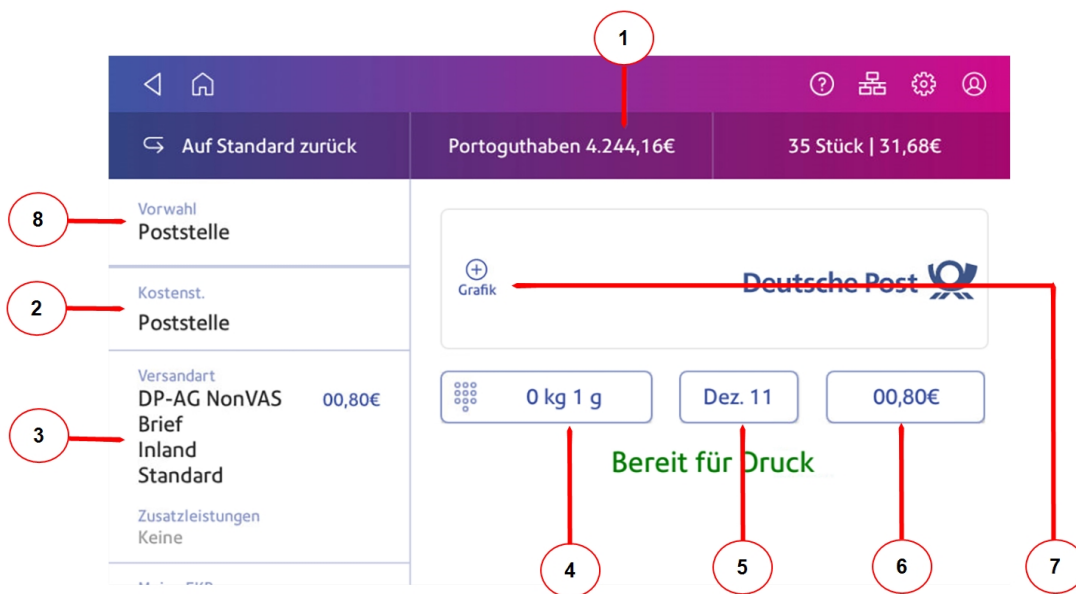 1
Auf Standard zurück
Portoguthaben 4.244,16€
35 Stück | 31,68€
8
Vorwahl
Poststelle
Grafik
Deutsche Post
2
Kostenst.
Poststelle
3
Versandart
DP-AG NonVAS 00,80€
Brief
Inland
Standard
0 kg 1 g
Dez. 11
00,80€
Bereit für Druck
Zusatzleistungen
Keine
4
5
6
7